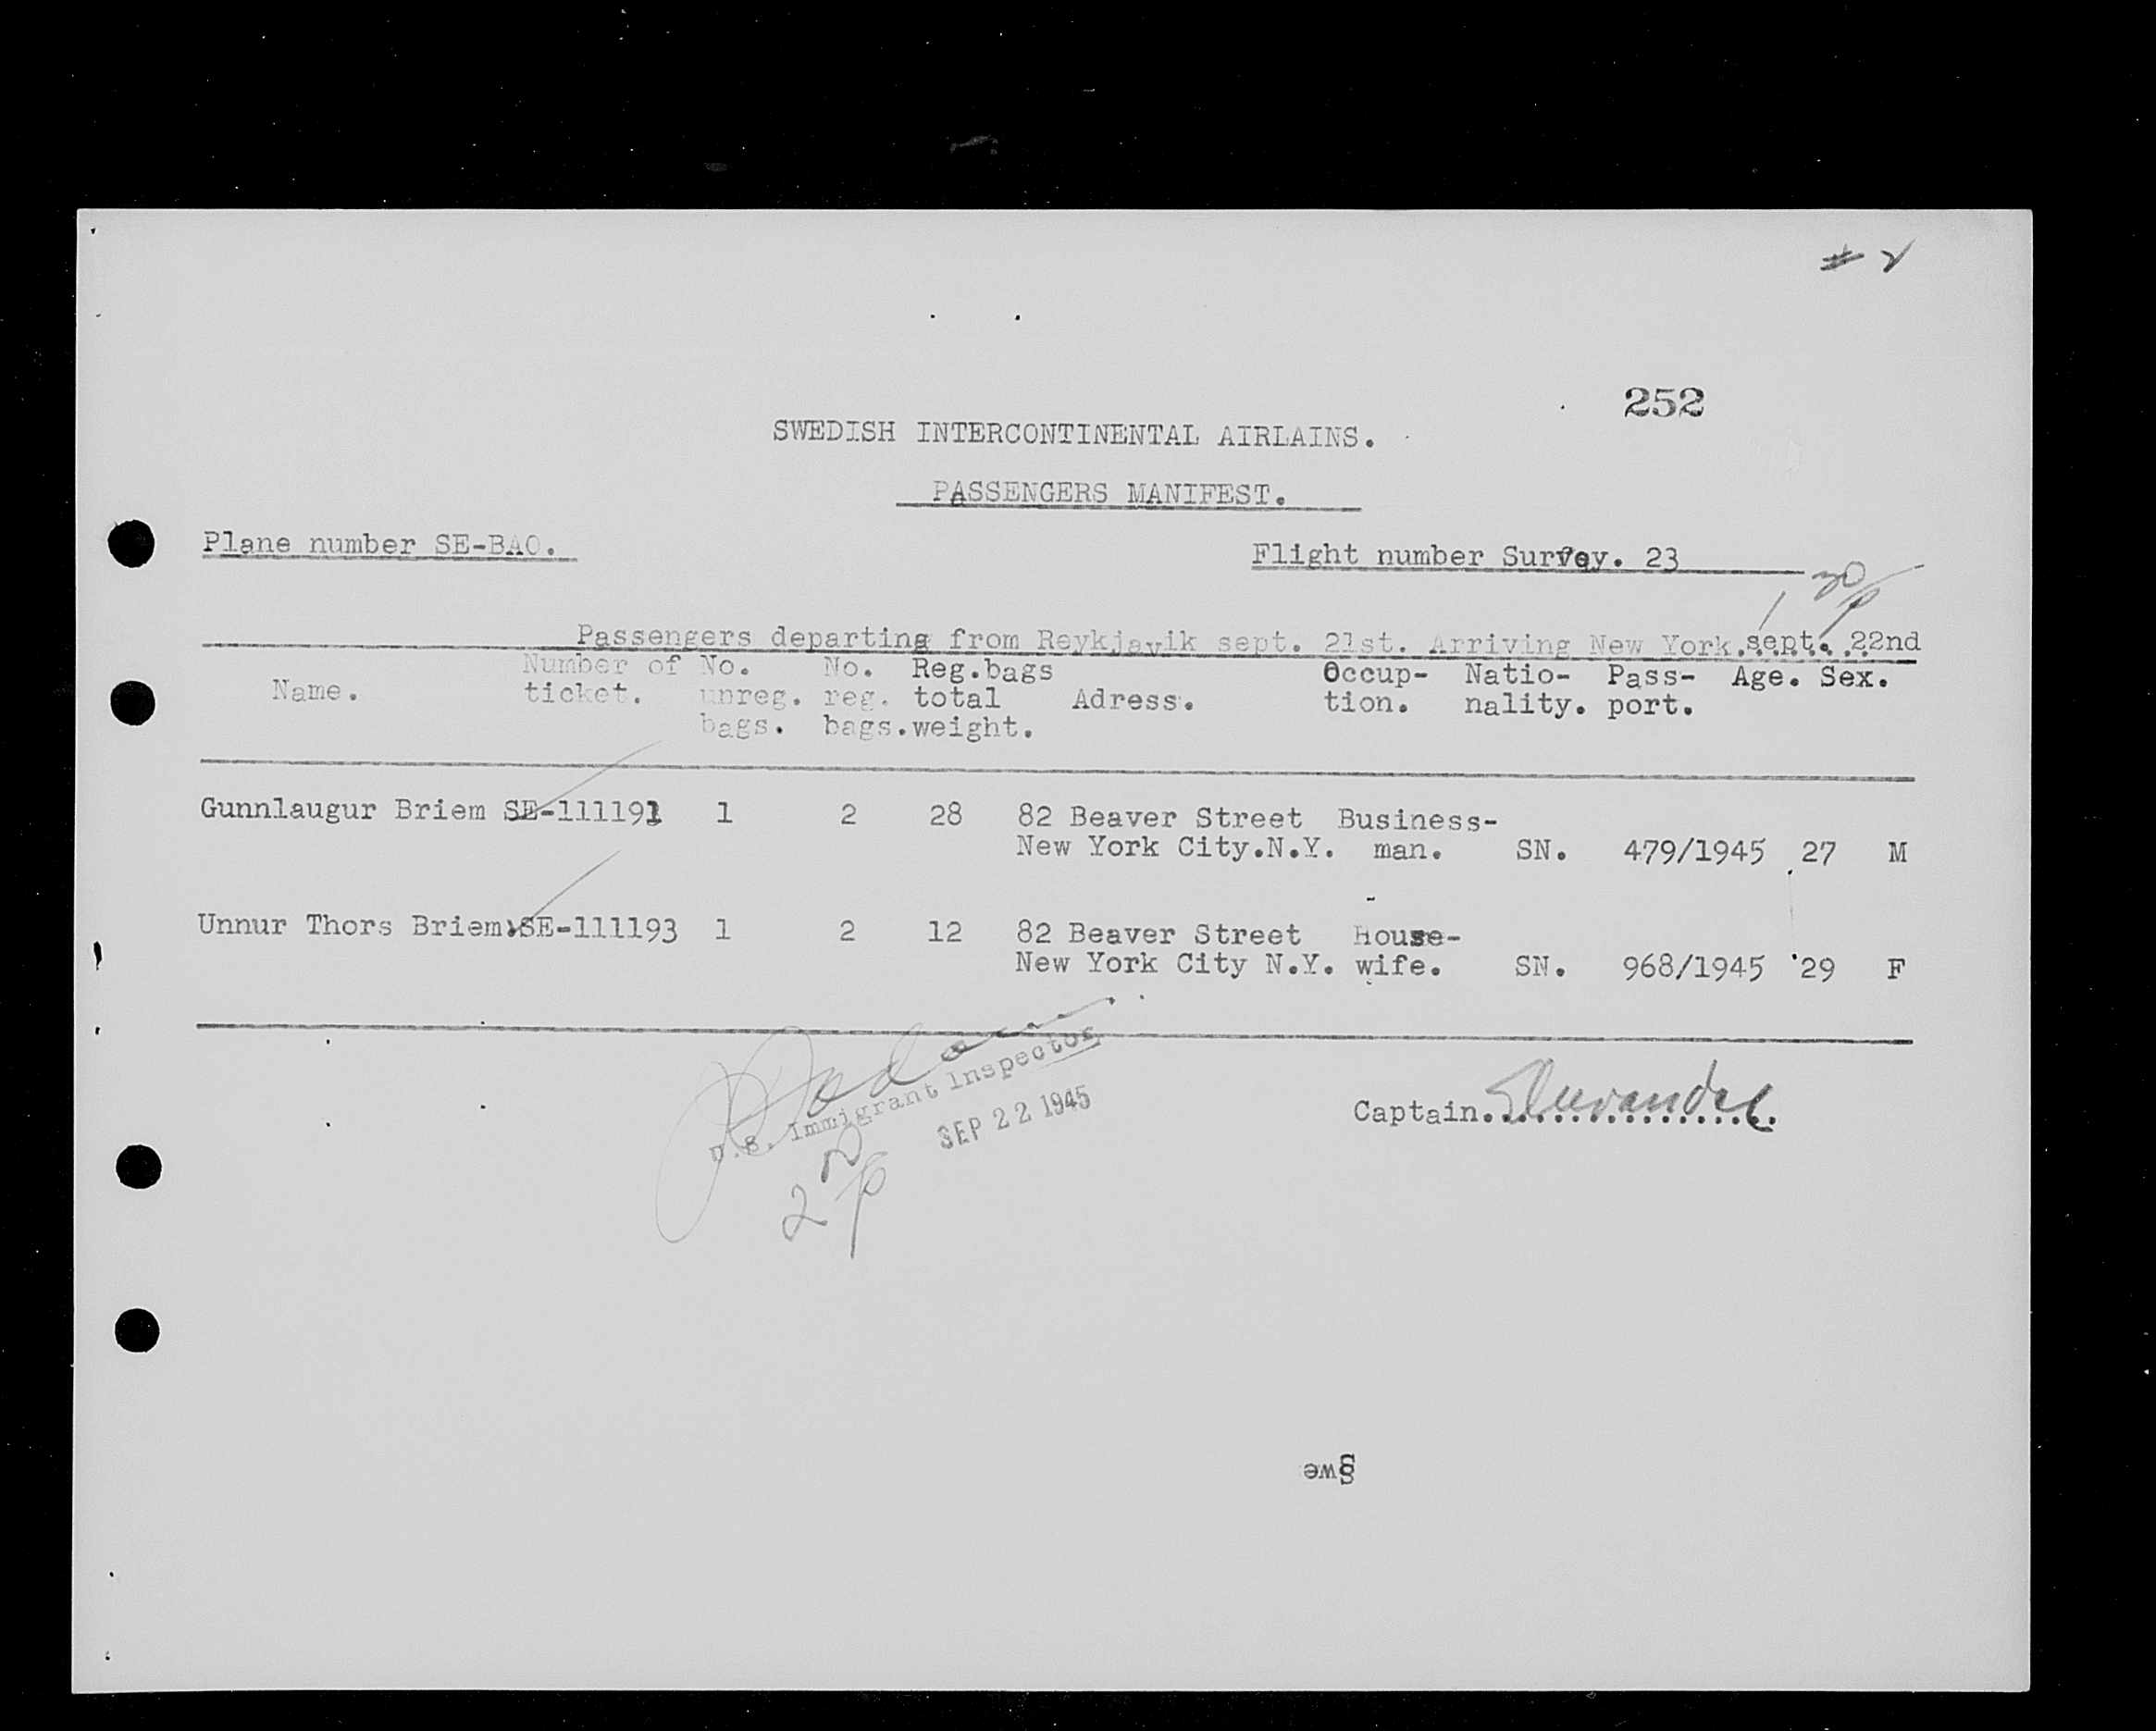 # 2
252
SWEDISH INTERCONTINENTAL AIRLAINS.
PASSENGERS MANIFEST.
Plane number SE-BAO.
Flight number Survey. 23
Passengers departing from Reykjavik sept. 21st. Arriving New York.sept. 22nd
Number of No. No. Reg.bags Occup- Natio- Pass- Age. Sex.
Name. ticket. unreg. reg. total Adress. tion. nality. port.
bags. bags.weight.
Gunnlaugur Briem SE-111191 1 2 28 82 Beaver Street Business-
New York City.N.Y. man. SN. 479/1945 27 M
Unnur Thors Briem.SE-111193 1 2 12 82 Beaver Street House-
New York City N.Y. wife. SN. 968/1945 29 F
U.S. Immigrant Inspector
SEP 22 1945
Captain.................
gwe